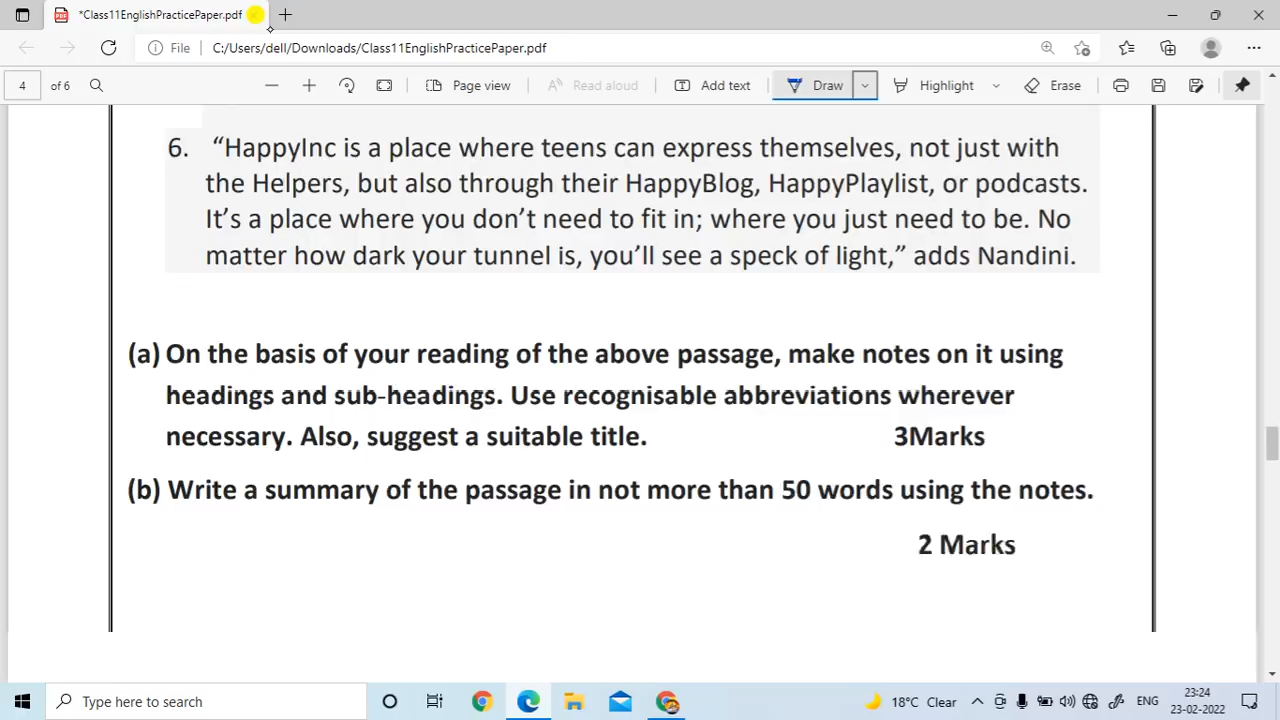 *Class11EnglishPracticePaper.pdf
File C:/Users/dell/Downloads/Class11EnglishPracticePaper.pdf
4 of 6 Page view Read aloud Add text Draw Highlight Erase
6. “HappyInc is a place where teens can express themselves, not just with
the Helpers, but also through their HappyBlog, HappyPlaylist, or podcasts.
It’s a place where you don’t need to fit in; where you just need to be. No
matter how dark your tunnel is, you’ll see a speck of light,” adds Nandini.
(a) On the basis of your reading of the above passage, make notes on it using
headings and sub-headings. Use recognisable abbreviations wherever
necessary. Also, suggest a suitable title. 3Marks
(b) Write a summary of the passage in not more than 50 words using the notes.
2 Marks
Type here to search 18°C Clear ENG 23:24
23-02-2022